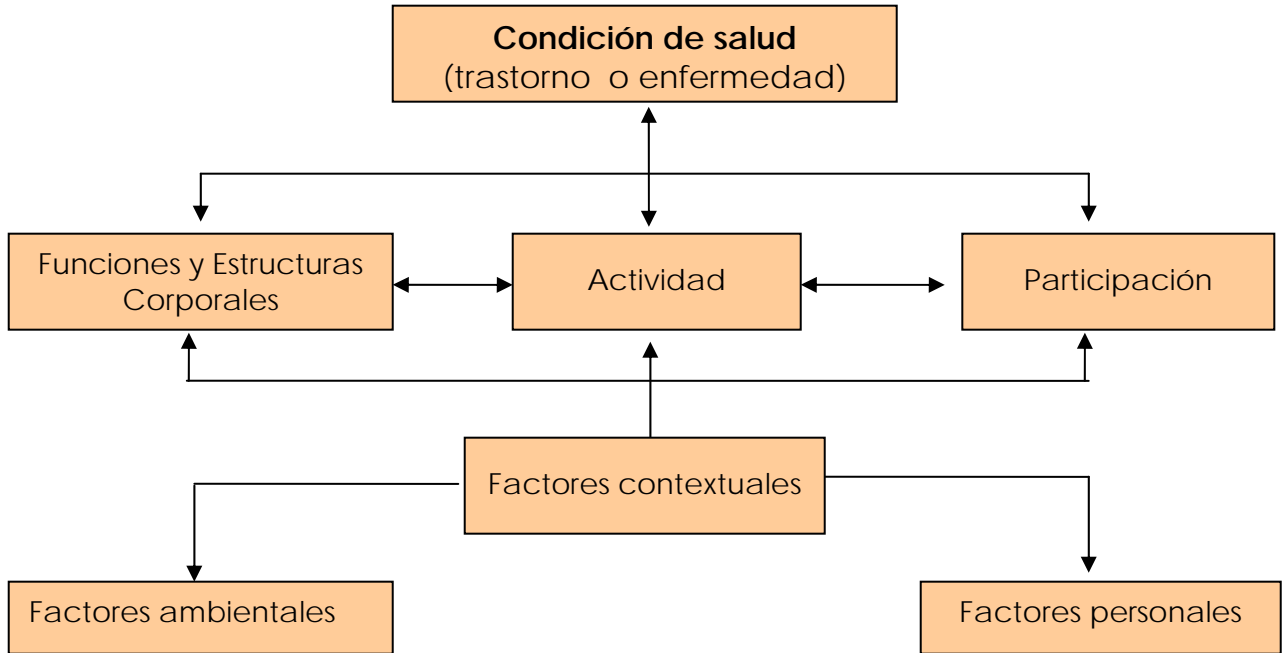 Condición de salud
(trastorno o enfermedad)
Funciones y Estructuras
Corporales
Actividad
Participación
Factores contextuales
Factores ambientales
Factores personales